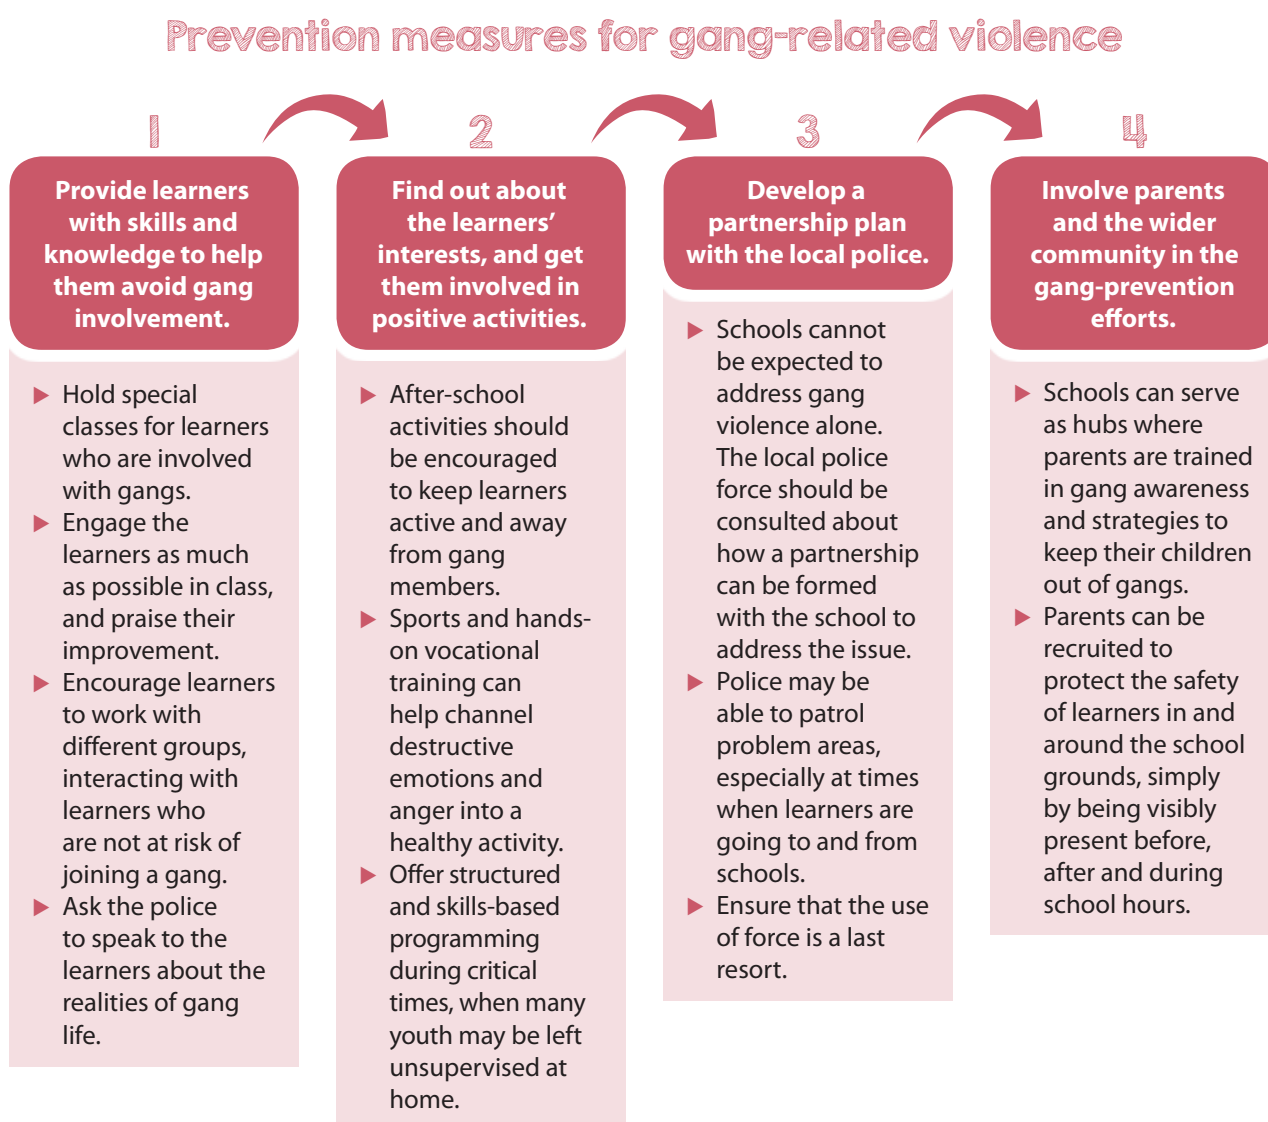 Prevention measures for gang-related violence
1
Provide learners
with skills and
knowledge to help
them avoid gang
involvement.
▶ Hold special
classes for learners
who are involved
with gangs.
▶ Engage the
learners as much
as possible in class,
and praise their
improvement.
▶ Encourage learners
to work with
different groups,
interacting with
learners who
are not at risk of
joining a gang.
▶ Ask the police
to speak to the
learners about the
realities of gang
life.
2
Find out about
the learners’
interests, and get
them involved in
positive activities.
▶ After-school
activities should
be encouraged
to keep learners
active and away
from gang
members.
▶ Sports and hands-
on vocational
training can
help channel
destructive
emotions and
anger into a
healthy activity.
▶ Offer structured
and skills-based
programming
during critical
times, when many
youth may be left
unsupervised at
home.
3
Develop a
partnership plan
with the local police.
▶ Schools cannot
be expected to
address gang
violence alone.
The local police
force should be
consulted about
how a partnership
can be formed
with the school to
address the issue.
▶ Police may be
able to patrol
problem areas,
especially at times
when learners are
going to and from
schools.
▶ Ensure that the use
of force is a last
resort.
4
Involve parents
and the wider
community in the
gang-prevention
efforts.
▶ Schools can serve
as hubs where
parents are trained
in gang awareness
and strategies to
keep their children
out of gangs.
▶ Parents can be
recruited to
protect the safety
of learners in and
around the school
grounds, simply
by being visibly
present before,
after and during
school hours.